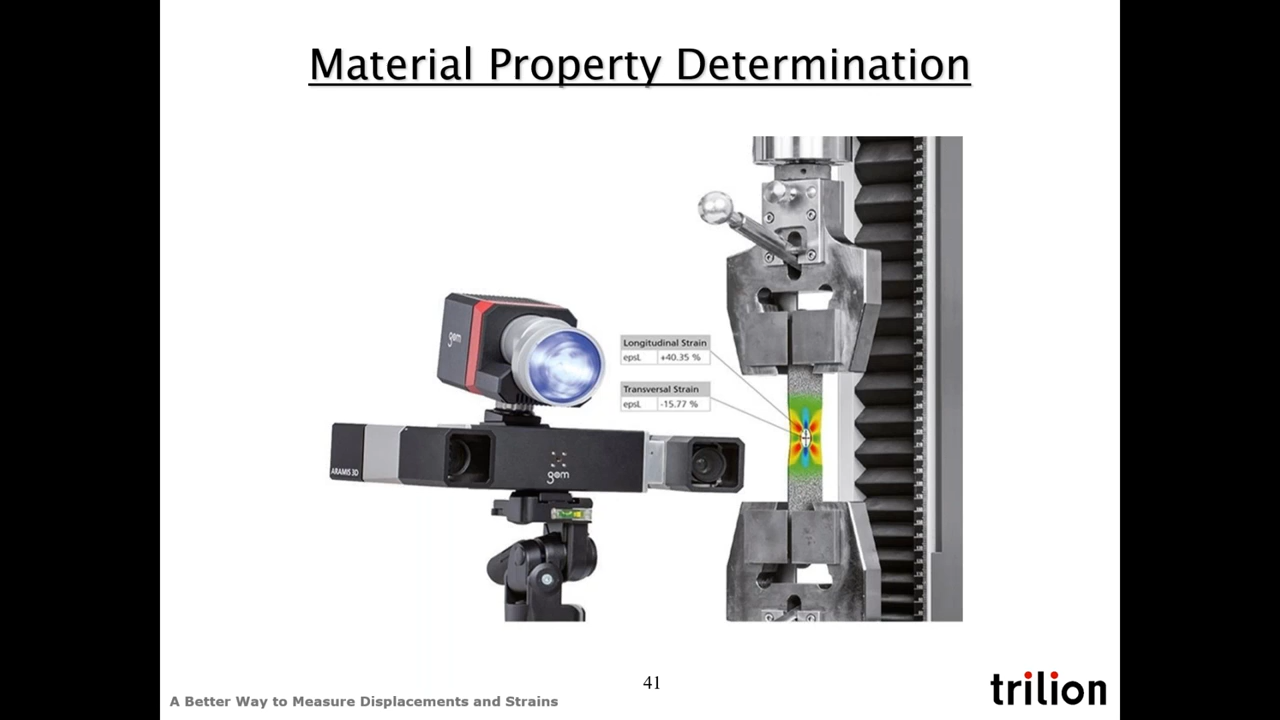 Material Property Determination
gom
Longitudinal Strain
epsL +40.35 %
Transversal Strain
epsL -15.77 %
ARAMIS 3D
gom
41
A Better Way to Measure Displacements and Strains
trilion